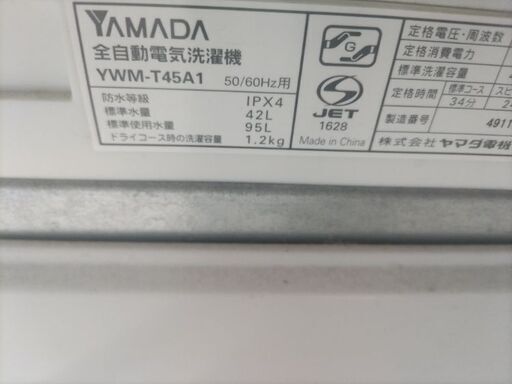 YAMADA
全自動電気洗濯機
YWM-T45A1 50/60Hz用
防水等級 IPX4
標準水量 42L
標準使用水量 95L
ドライコース時の洗濯容量 1.2kg
G
S
JET
1628
Made in China
定格電圧・周波数
定格消費電力
標準洗濯容量
定格時間 標準コース スピ
34分 2
製造番号 4911
株式会社 ヤマダ電機